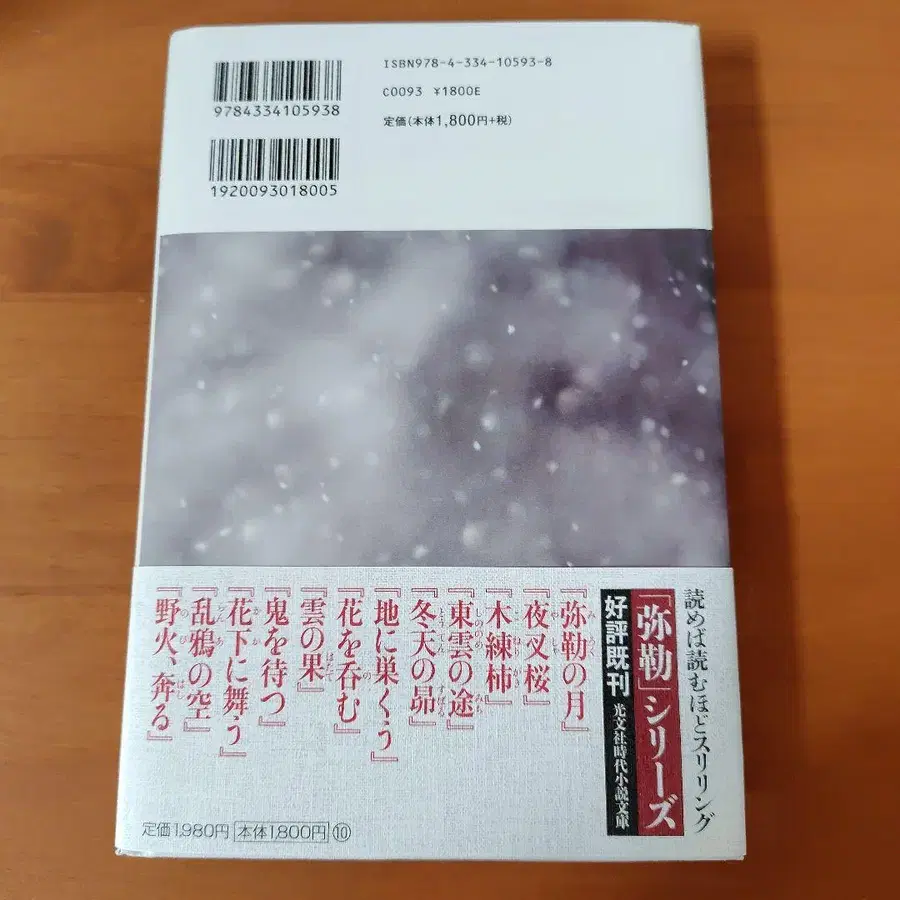 ISBN978-4-334-10593-8
C0093 ¥1800E
定価(本体1,800円+税)
9784334105938
1920093018005
読めば読むほどスリリング
「弥勒」シリーズ
好評既刊 光文社時代小説文庫
『弥勒の月』
『夜叉桜』
『木練柿』
『東雲の途』
『冬天の昴』
『地に巣くう』
『花を呑む』
『雲の果』
『鬼を待つ』
『花下に舞う』
『乱鴉の空』
『野火、奔る』
定価1,980円 本体1,800円 ⑩